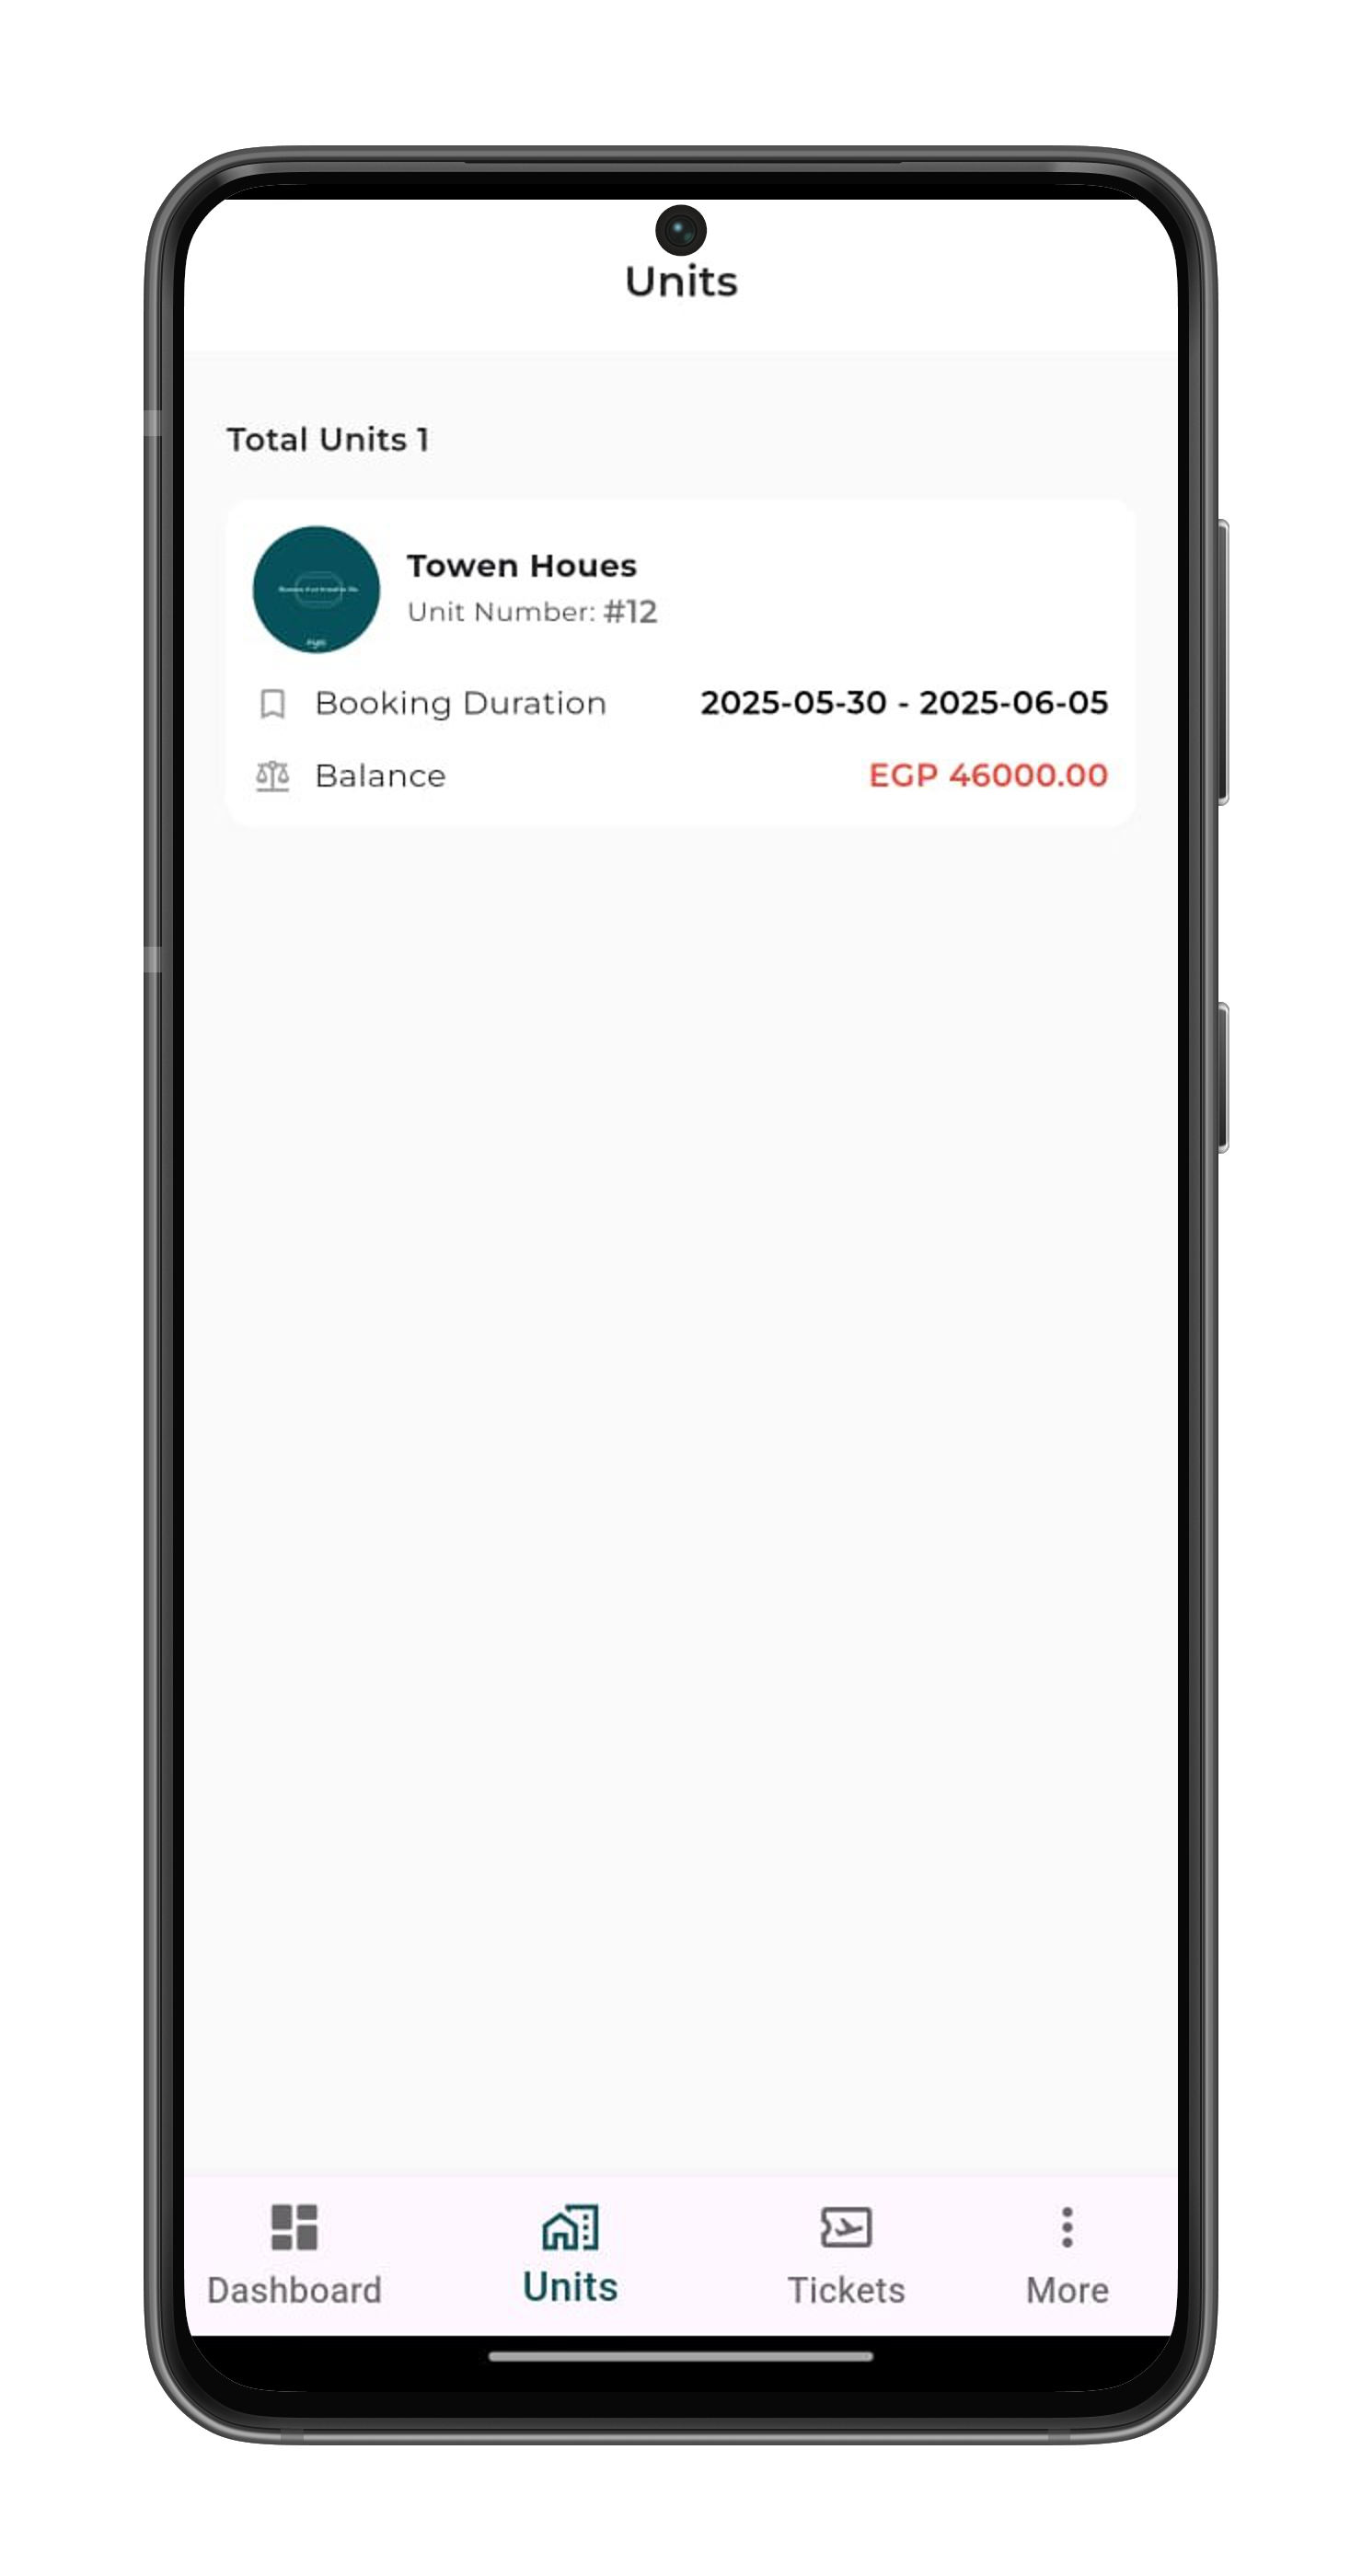 Units
Total Units 1
Towen Houes
Unit Number: #12
Booking Duration 2025-05-30 - 2025-06-05
Balance EGP 46000.00
Dashboard Units Tickets More